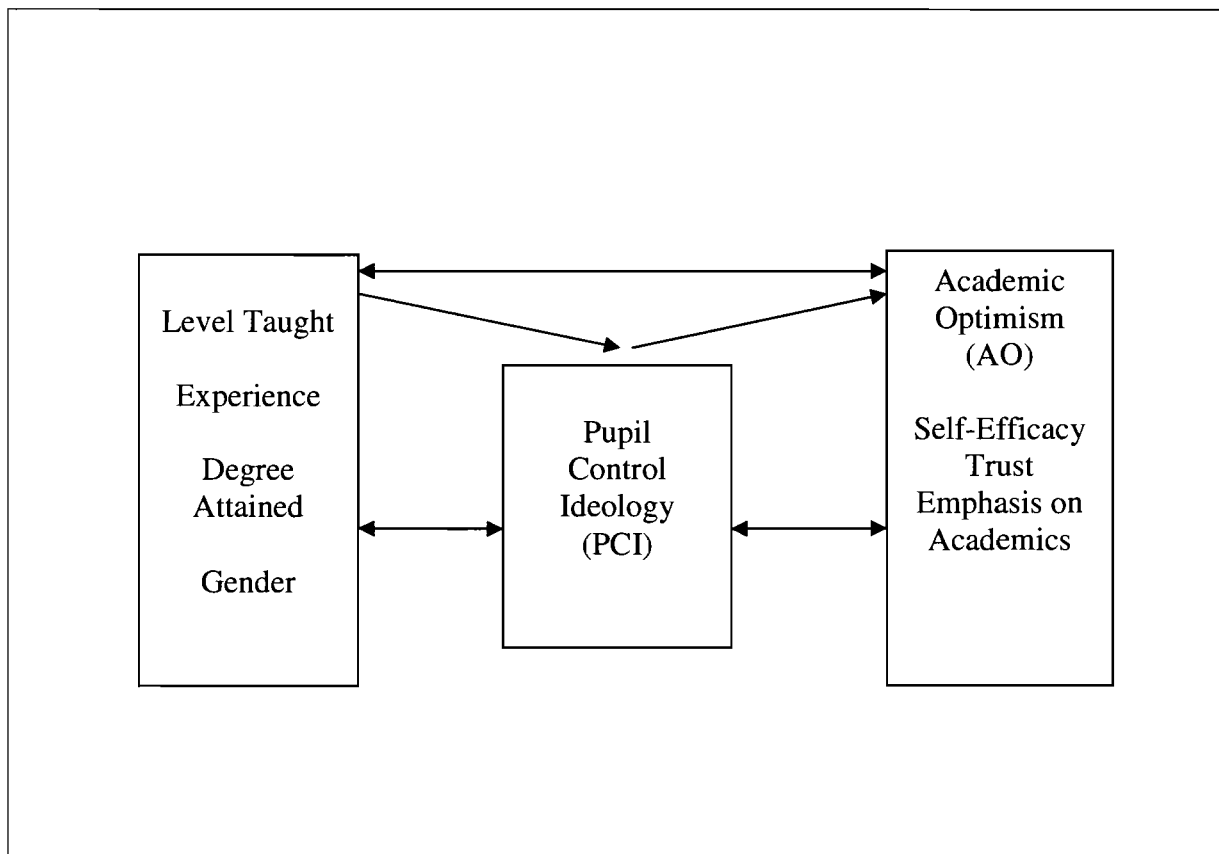 Level Taught
Experience
Degree
Attained
Gender
Pupil
Control
Ideology
(PCI)
Academic
Optimism
(AO)
Self-Efficacy
Trust
Emphasis on
Academics